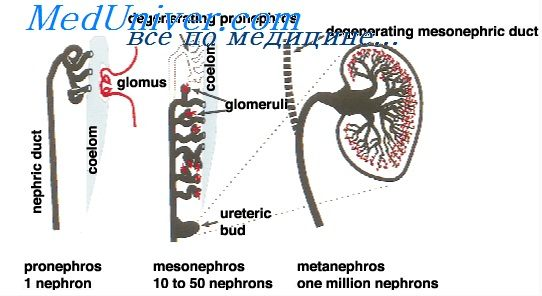 MedUniver.com
все по медицине...
degenerating pronephros
degenerating mesonephric duct
glomus
coelom
nephric duct
coelom
glomeruli
ureteric
bud
pronephros
1 nephron
mesonephros
10 to 50 nephrons
metanephros
one million nephrons